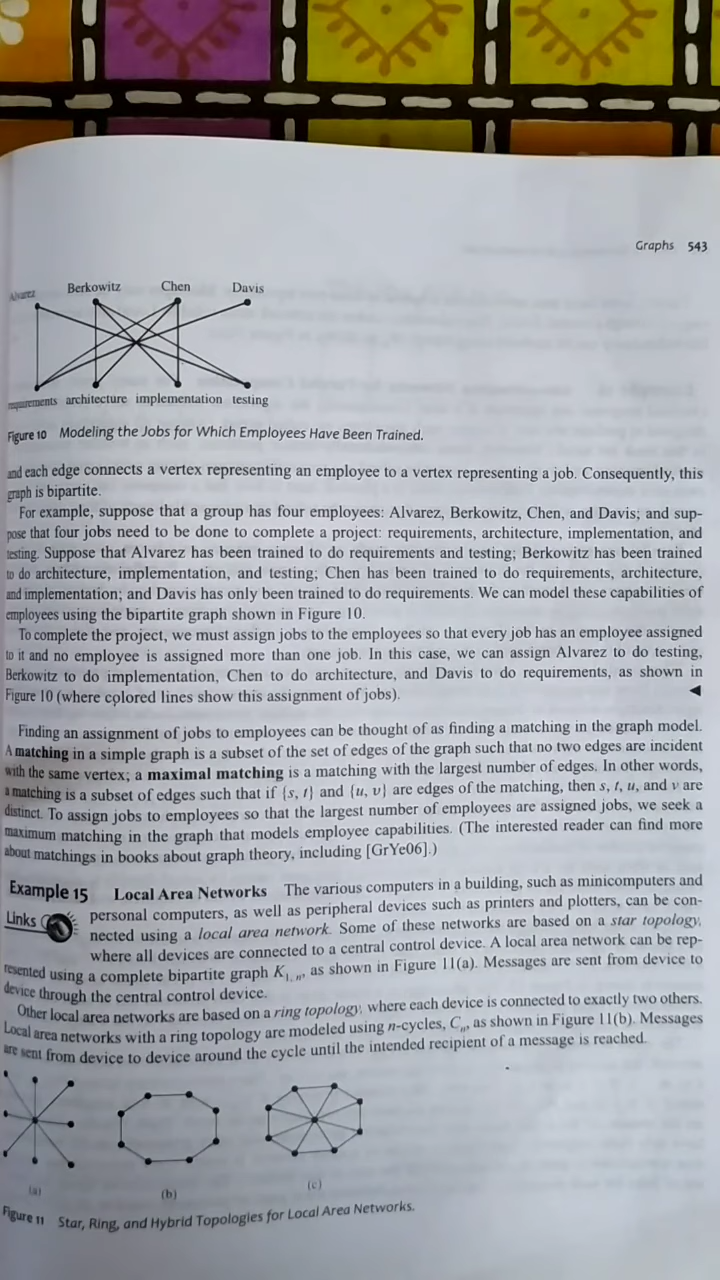 Graphs 543
Alvarez Berkowitz Chen Davis
requirements architecture implementation testing
Figure 10 Modeling the Jobs for Which Employees Have Been Trained.
and each edge connects a vertex representing an employee to a vertex representing a job. Consequently, this
graph is bipartite.
For example, suppose that a group has four employees: Alvarez, Berkowitz, Chen, and Davis; and sup-
pose that four jobs need to be done to complete a project: requirements, architecture, implementation, and
testing. Suppose that Alvarez has been trained to do requirements and testing; Berkowitz has been trained
to do architecture, implementation, and testing; Chen has been trained to do requirements, architecture,
and implementation; and Davis has only been trained to do requirements. We can model these capabilities of
employees using the bipartite graph shown in Figure 10.
To complete the project, we must assign jobs to the employees so that every job has an employee assigned
to it and no employee is assigned more than one job. In this case, we can assign Alvarez to do testing,
Berkowitz to do implementation, Chen to do architecture, and Davis to do requirements, as shown in
Figure 10 (where colored lines show this assignment of jobs). ◄
Finding an assignment of jobs to employees can be thought of as finding a matching in the graph model.
A matching in a simple graph is a subset of the set of edges of the graph such that no two edges are incident
with the same vertex; a maximal matching is a matching with the largest number of edges. In other words,
a matching is a subset of edges such that if {s, t} and {u, v} are edges of the matching, then s, t, u, and v are
distinct. To assign jobs to employees so that the largest number of employees are assigned jobs, we seek a
maximum matching in the graph that models employee capabilities. (The interested reader can find more
about matchings in books about graph theory, including [GrYe06].)
Example 15 Local Area Networks The various computers in a building, such as minicomputers and
Links personal computers, as well as peripheral devices such as printers and plotters, can be con-
nected using a local area network. Some of these networks are based on a star topology,
where all devices are connected to a central control device. A local area network can be rep-
resented using a complete bipartite graph K1, n, as shown in Figure 11(a). Messages are sent from device to
device through the central control device.
Other local area networks are based on a ring topology, where each device is connected to exactly two others.
Local area networks with a ring topology are modeled using n-cycles, Cn, as shown in Figure 11(b). Messages
are sent from device to device around the cycle until the intended recipient of a message is reached.
(a) (b) (c)
Figure 11 Star, Ring, and Hybrid Topologies for Local Area Networks.